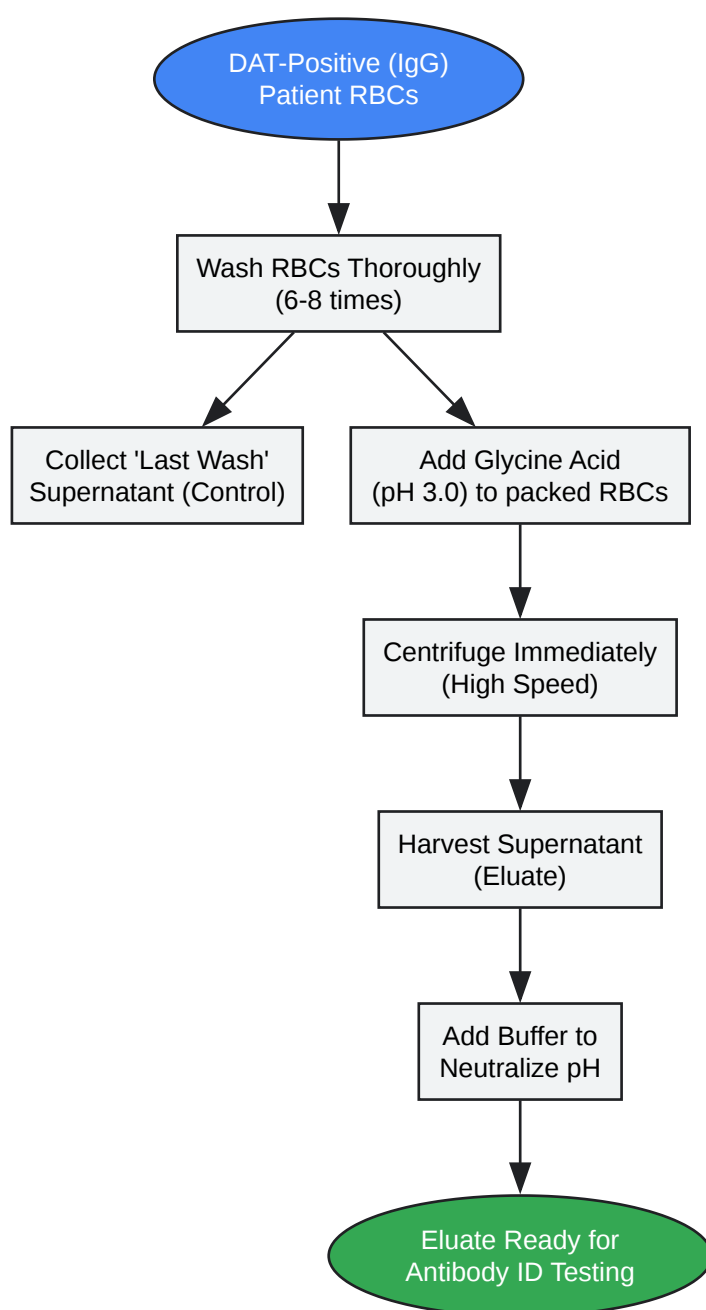 DAT-Positive (IgG)
Patient RBCs
Wash RBCs Thoroughly
(6-8 times)
Collect 'Last Wash'
Supernatant (Control)
Add Glycine Acid
(pH 3.0) to packed RBCs
Centrifuge Immediately
(High Speed)
Harvest Supernatant
(Eluate)
Add Buffer to
Neutralize pH
Eluate Ready for
Antibody ID Testing